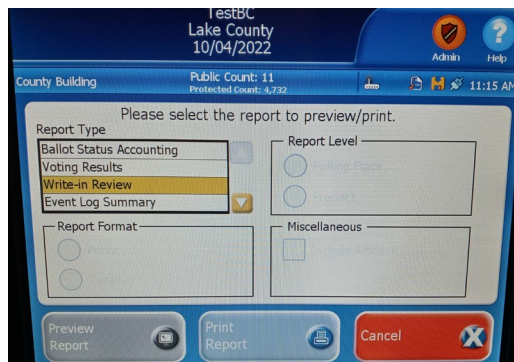 TestBC
Lake County
10/04/2022
Admin
Help
County Building
Public Count: 11
Protected Count: 4,732
11:15 AM
Please select the report to preview/print.
Report Type
Ballot Status Accounting
Voting Results
Write-in Review
Event Log Summary
Report Level
Polling Place
Precinct
Report Format
Miscellaneous
Preview
Report
Print
Report
Cancel